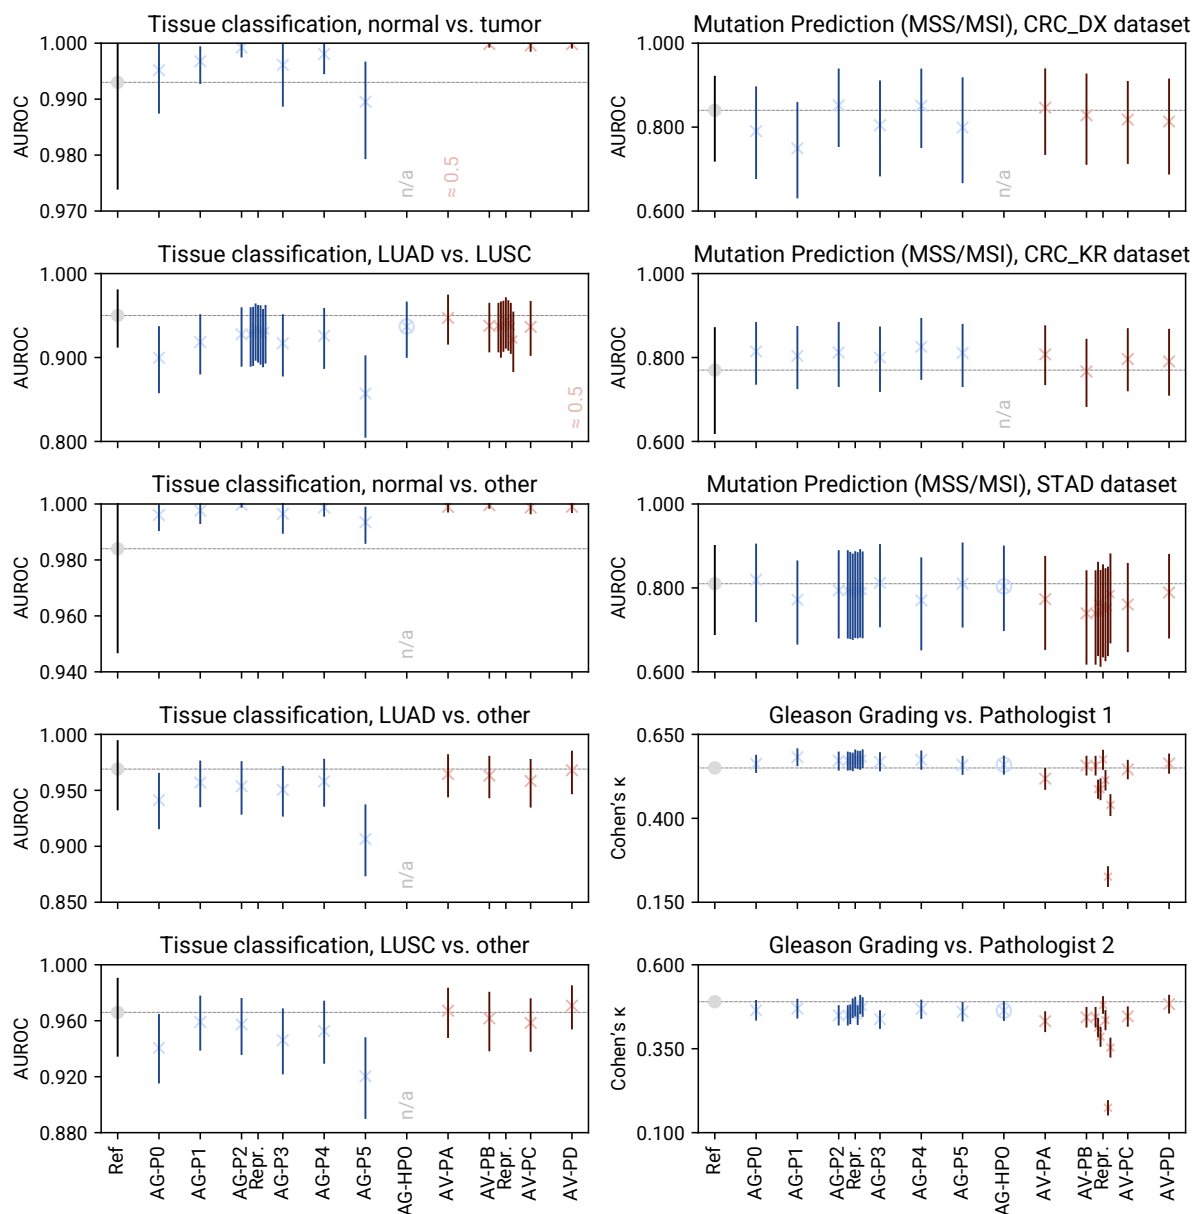 Tissue classification, normal vs. tumor
AUROC
1.000
0.990
0.980
0.970
n/a
≈ 0.5
Mutation Prediction (MSS/MSI), CRC_DX dataset
AUROC
1.000
0.800
0.600
n/a
Tissue classification, LUAD vs. LUSC
AUROC
1.000
0.900
0.800
≈ 0.5
Mutation Prediction (MSS/MSI), CRC_KR dataset
AUROC
1.000
0.800
0.600
n/a
Tissue classification, normal vs. other
AUROC
1.000
0.980
0.960
0.940
n/a
Mutation Prediction (MSS/MSI), STAD dataset
AUROC
1.000
0.800
0.600
Tissue classification, LUAD vs. other
AUROC
1.000
0.950
0.900
0.850
n/a
Gleason Grading vs. Pathologist 1
Cohen's κ
0.650
0.400
0.150
Tissue classification, LUSC vs. other
AUROC
1.000
0.960
0.920
0.880
n/a
Ref
AG-P0
AG-P1
AG-P2
Repr.
AG-P3
AG-P4
AG-P5
AG-HPO
AV-PA
AV-PB
Repr.
AV-PC
AV-PD
Gleason Grading vs. Pathologist 2
Cohen's κ
0.600
0.350
0.100
Ref
AG-P0
AG-P1
AG-P2
Repr.
AG-P3
AG-P4
AG-P5
AG-HPO
AV-PA
AV-PB
Repr.
AV-PC
AV-PD